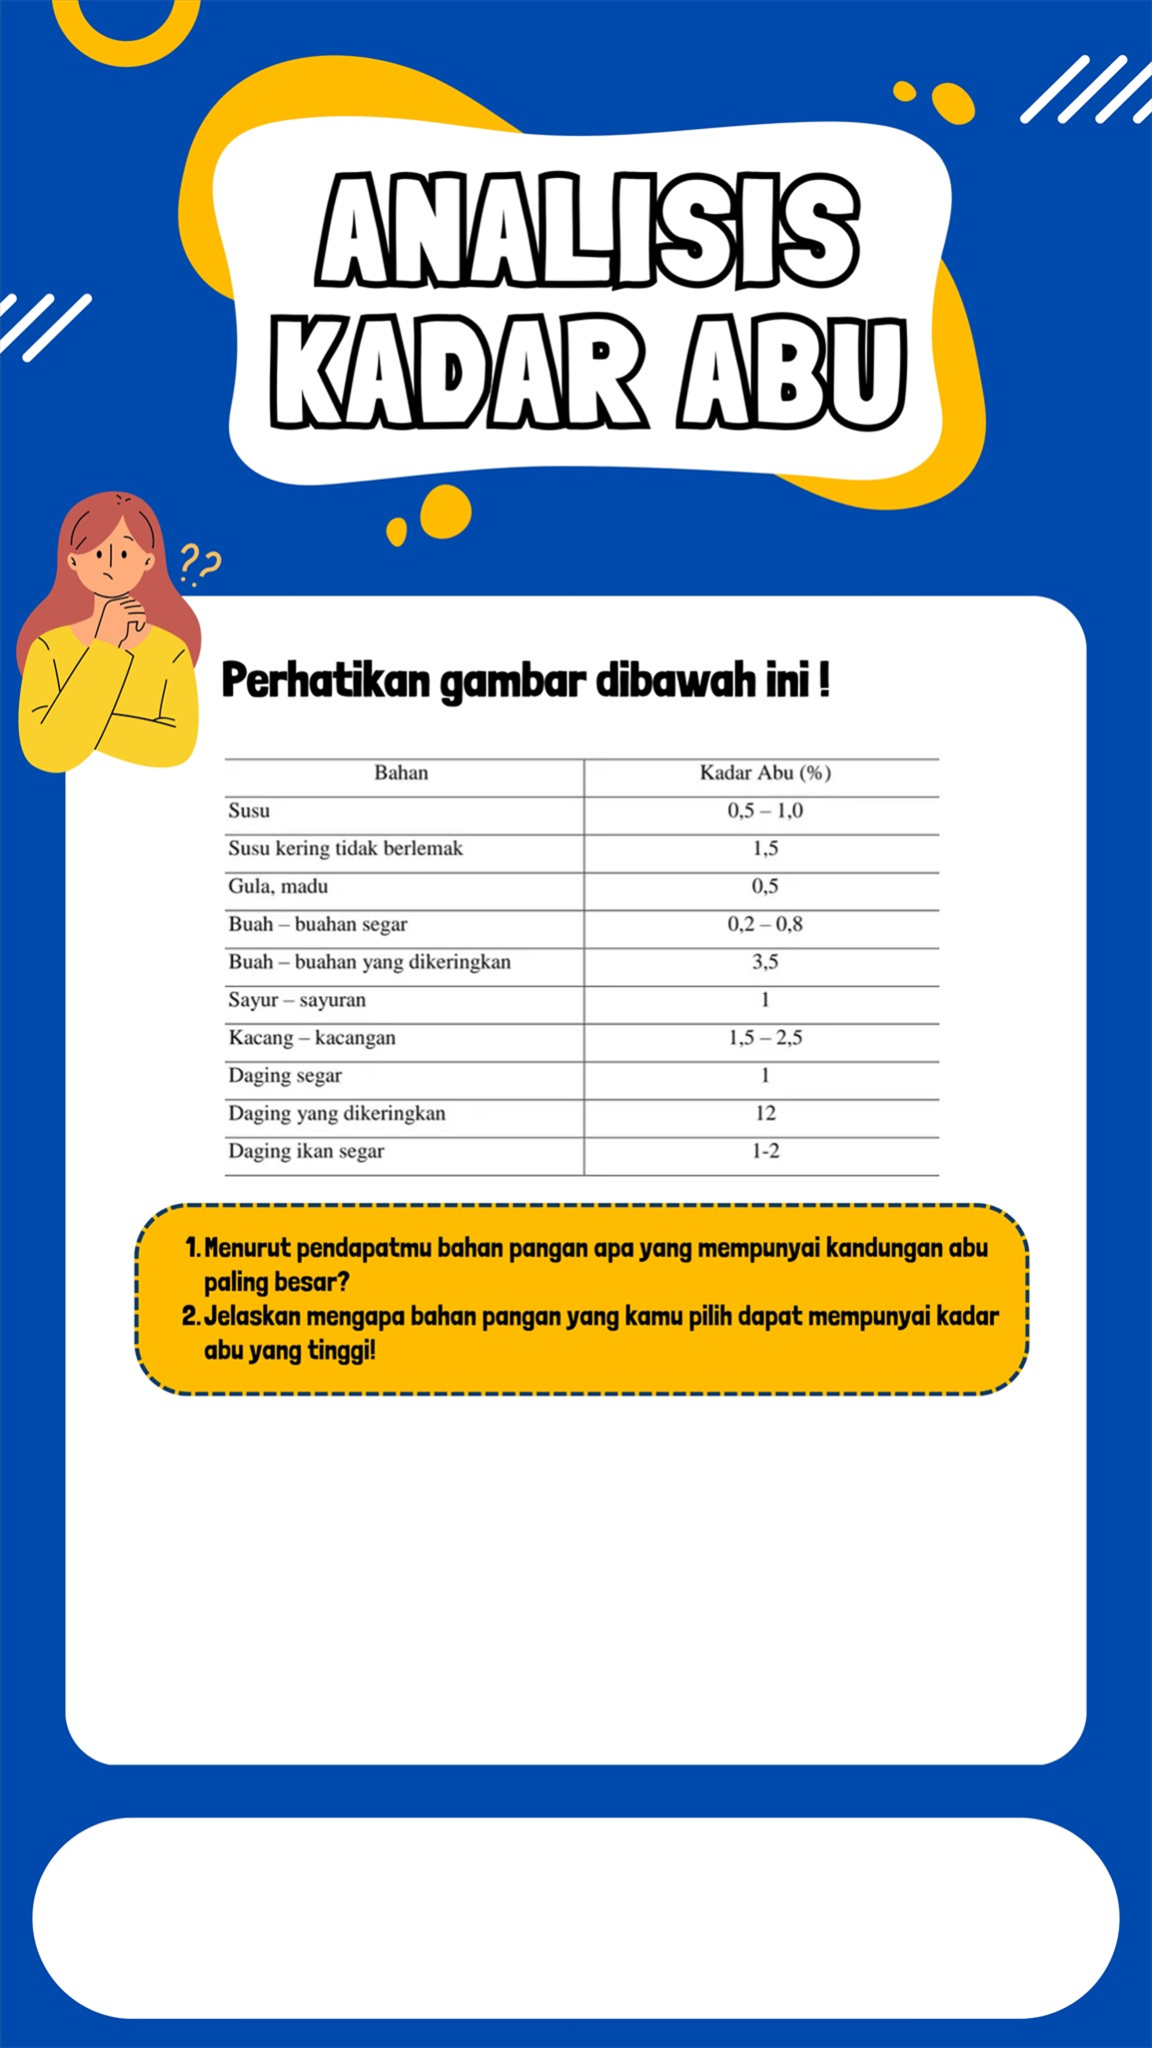 ANALISIS
KADAR ABU
??
Perhatikan gambar dibawah ini !
Bahan Kadar Abu (%)
Susu 0,5 – 1,0
Susu kering tidak berlemak 1,5
Gula, madu 0,5
Buah – buahan segar 0,2 – 0,8
Buah – buahan yang dikeringkan 3,5
Sayur – sayuran 1
Kacang – kacangan 1,5 – 2,5
Daging segar 1
Daging yang dikeringkan 12
Daging ikan segar 1-2
1. Menurut pendapatmu bahan pangan apa yang mempunyai kandungan abu
paling besar?
2. Jelaskan mengapa bahan pangan yang kamu pilih dapat mempunyai kadar
abu yang tinggi!